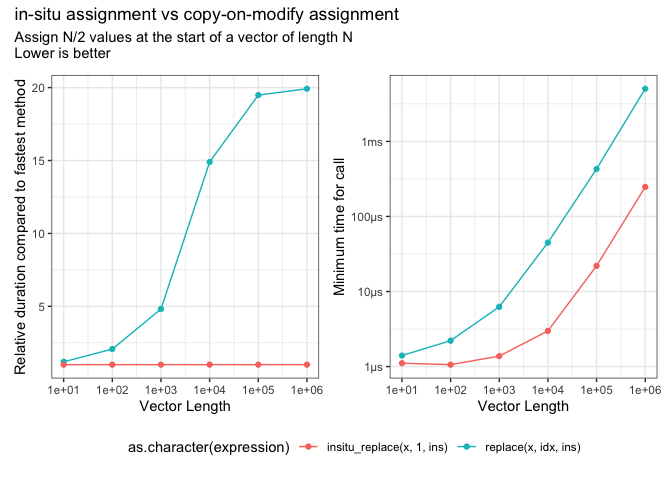 in-situ assignment vs copy-on-modify assignment
Assign N/2 values at the start of a vector of length N
Lower is better
Relative duration compared to fastest method
20
15
10
5
1e+01 1e+02 1e+03 1e+04 1e+05 1e+06
Vector Length
Minimum time for call
1ms
100µs
10µs
1µs
1e+01 1e+02 1e+03 1e+04 1e+05 1e+06
Vector Length
as.character(expression) insitu_replace(x, 1, ins) replace(x, idx, ins)